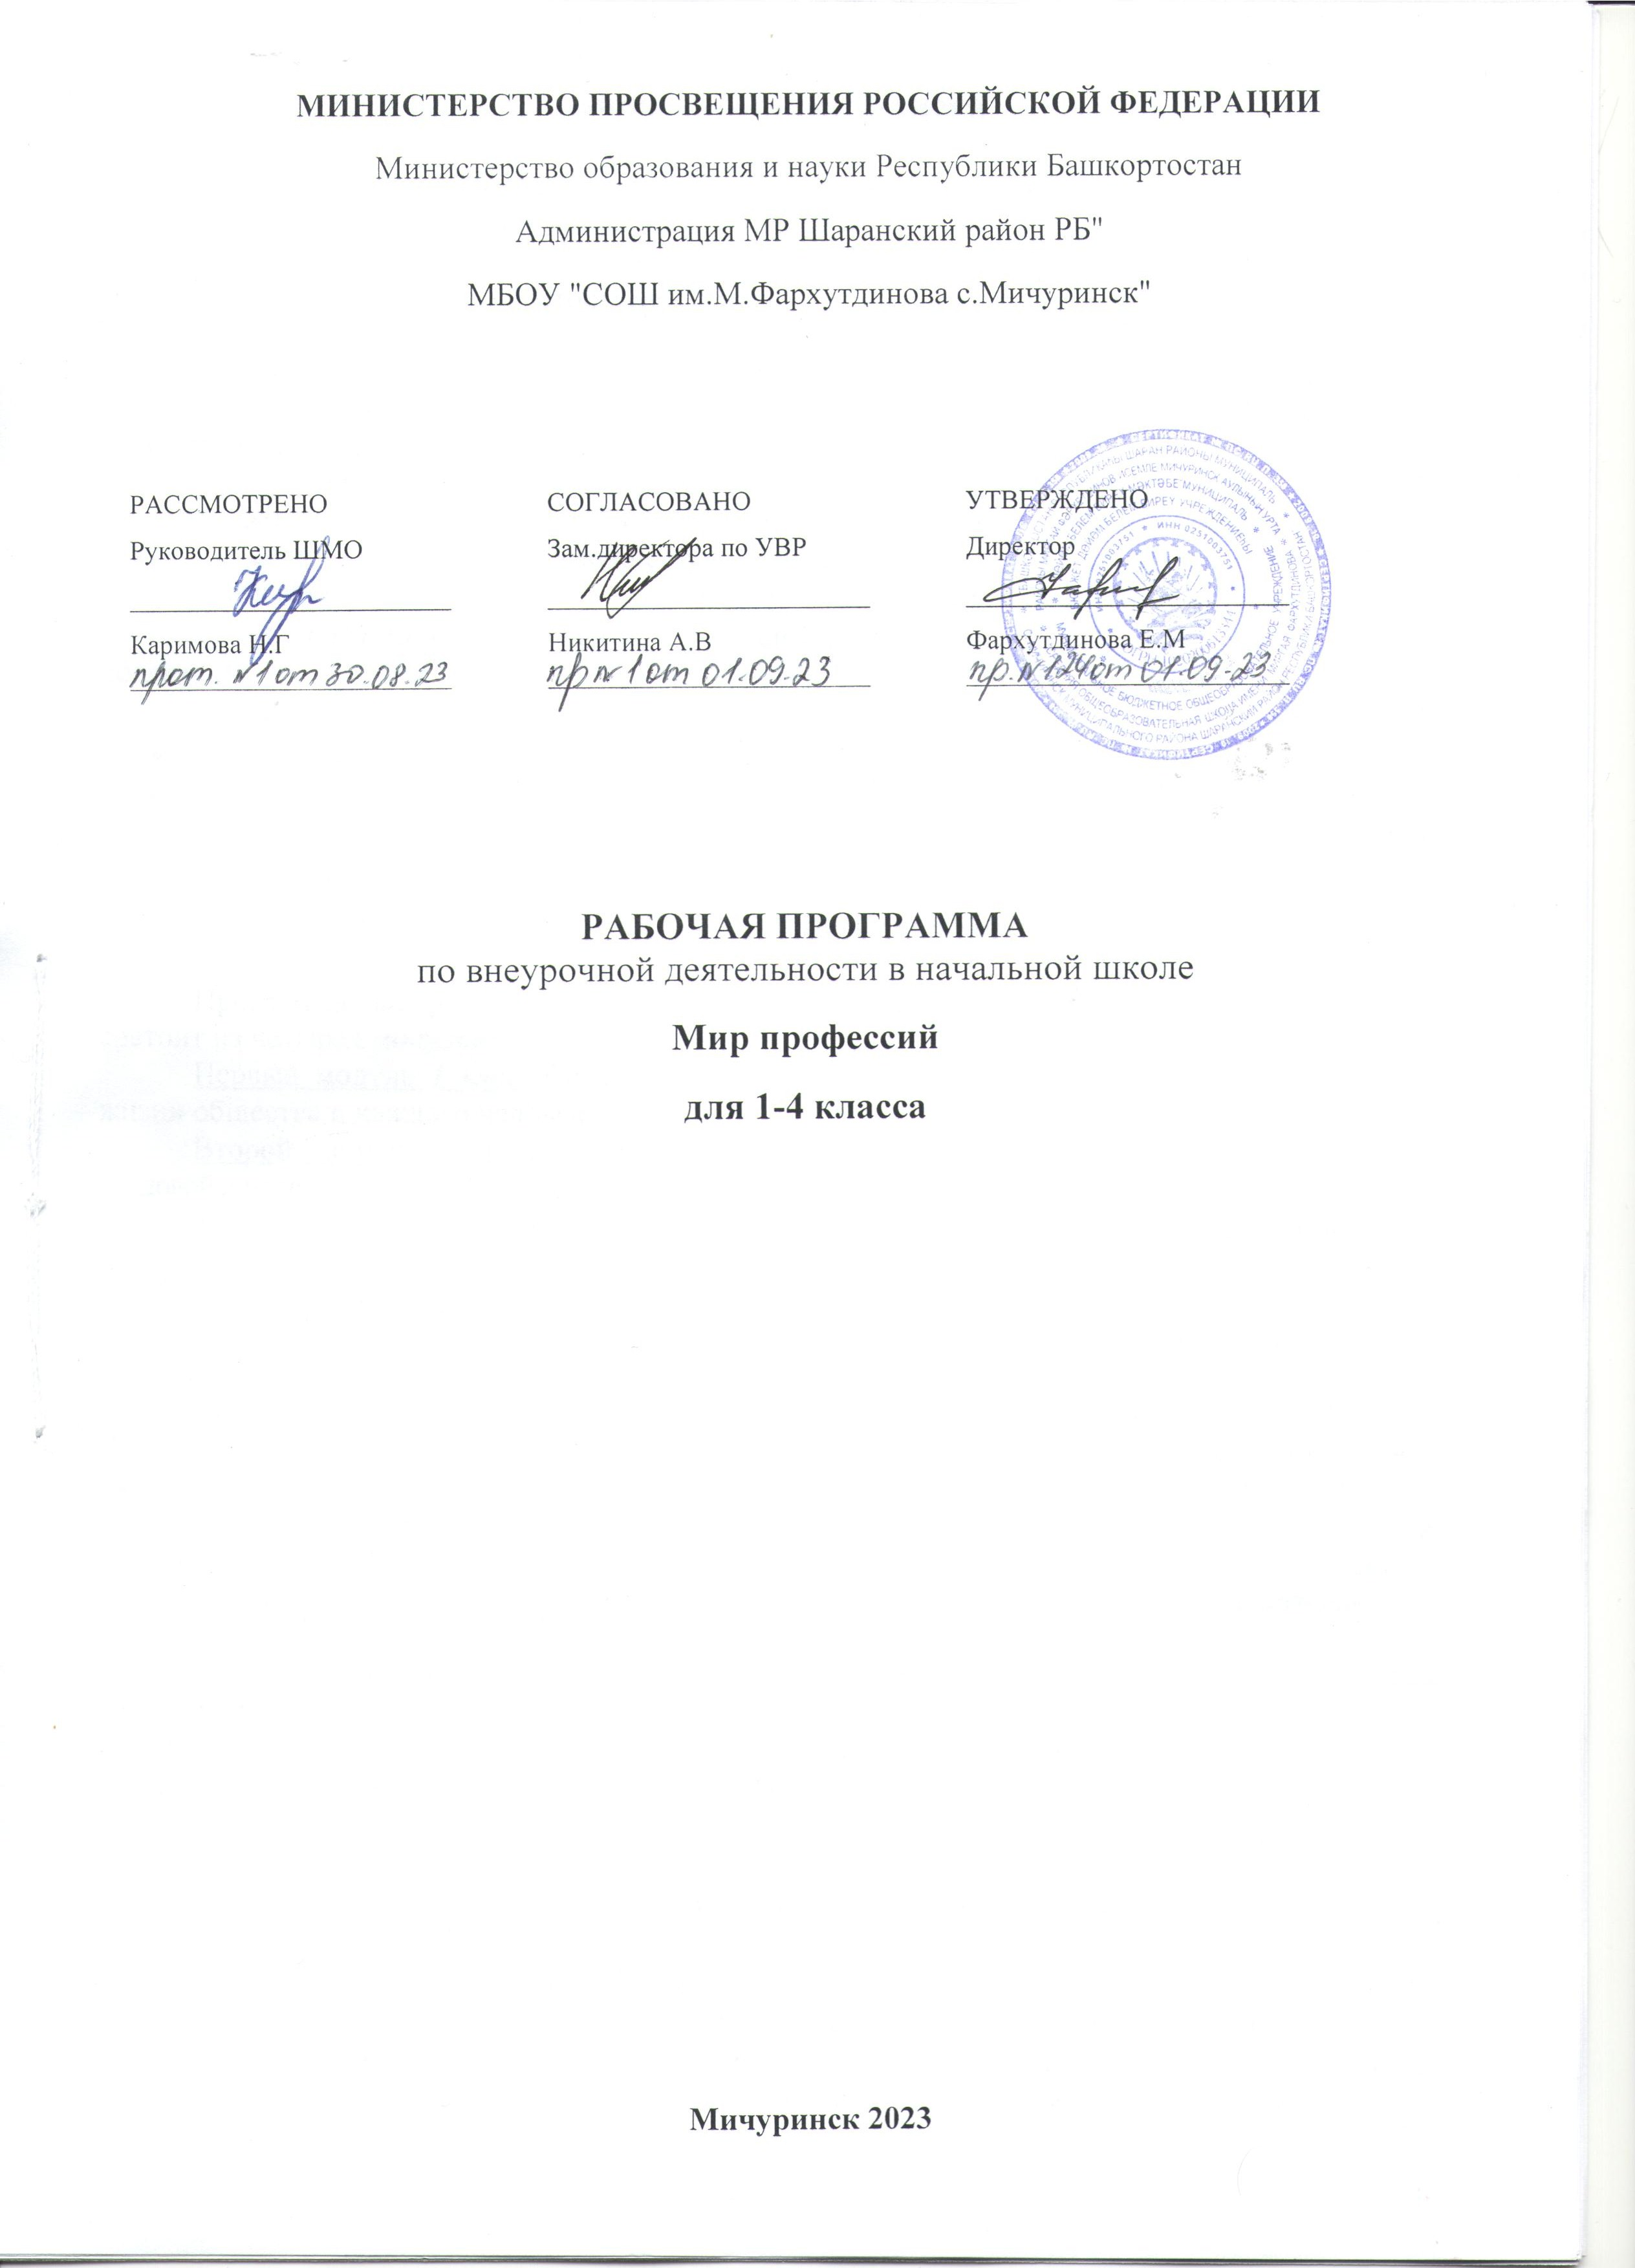 МИНИСТЕРСТВО ПРОСВЕЩЕНИЯ РОССИЙСКОЙ ФЕДЕРАЦИИ
Министерство образования и науки Республики Башкортостан
Администрация МР Шаранский район РБ"
МБОУ "СОШ им.М.Фархутдинова с.Мичуринск"
РАССМОТРЕНО
Руководитель ШМО
Каримова Н.Г
прот. №1 от 30.08.23
СОГЛАСОВАНО
Зам.директора по УВР
Никитина А.В
пр №1 от 01.09.23
УТВЕРЖДЕНО
Директор
Фархутдинова Е.М
пр. №124 от 01.09.23
ИНН 0251003751
РАБОЧАЯ ПРОГРАММА
по внеурочной деятельности в начальной школе
Мир профессий
для 1-4 класса
Мичуринск 2023